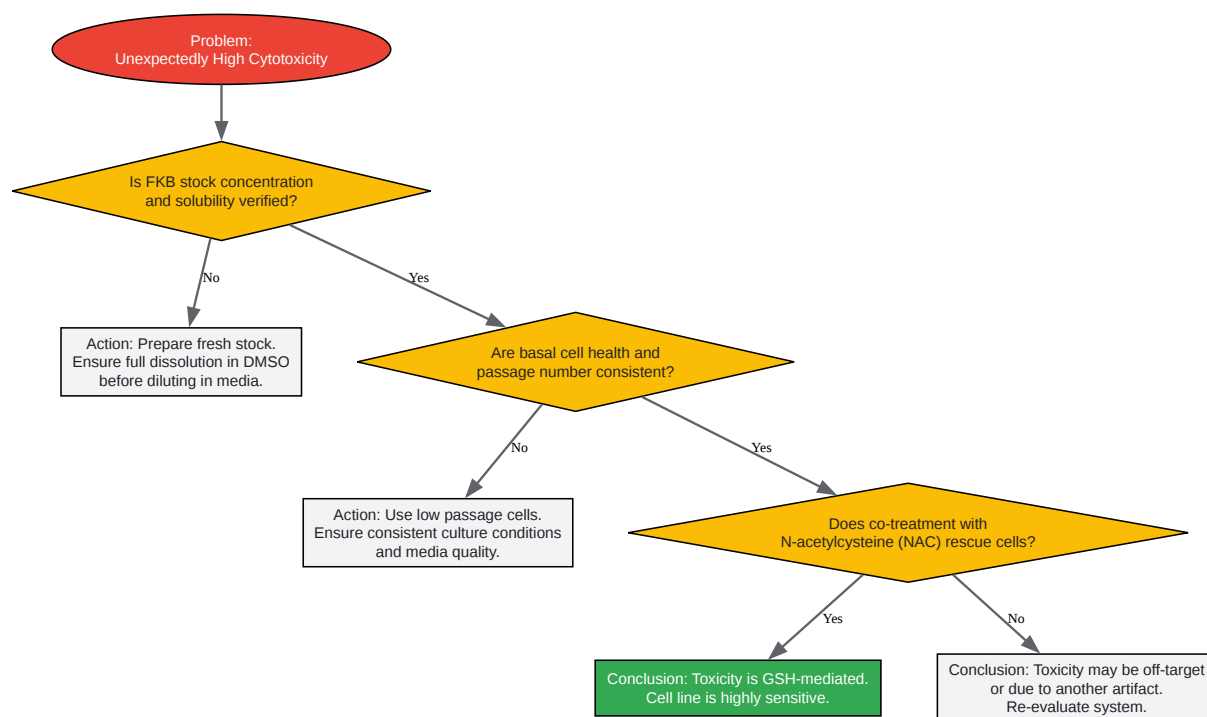 Problem:
Unexpectedly High Cytotoxicity
Is FKB stock concentration
and solubility verified?
No
Yes
Action: Prepare fresh stock.
Ensure full dissolution in DMSO
before diluting in media.
Are basal cell health and
passage number consistent?
No
Yes
Action: Use low passage cells.
Ensure consistent culture conditions
and media quality.
Does co-treatment with
N-acetylcysteine (NAC) rescue cells?
Yes
No
Conclusion: Toxicity is GSH-mediated.
Cell line is highly sensitive.
Conclusion: Toxicity may be off-target
or due to another artifact.
Re-evaluate system.